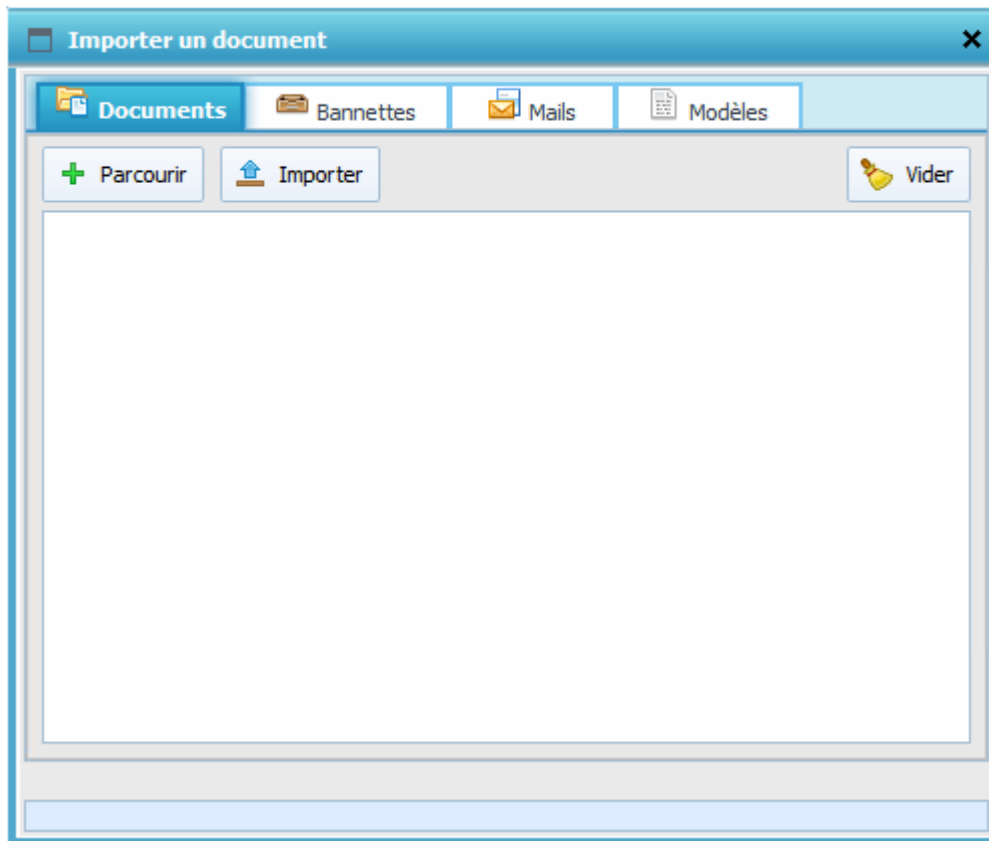 Importer un document
Documents Bannettes Mails Modèles
Parcourir Importer Vider